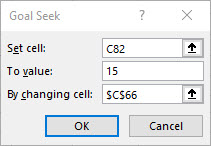 Goal Seek ? ×
Set cell: C82
To value: 15
By changing cell: $C$66
OK Cancel